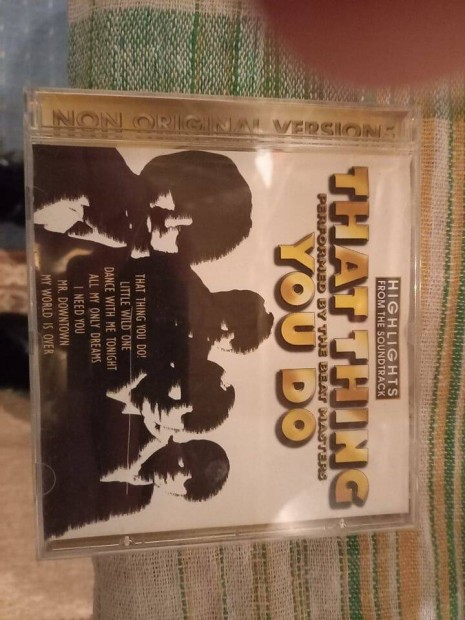 NON ORIGINAL VERSIONS
HIGHLIGHTS
FROM THE SOUNDTRACK
THAT THING
PERFORMED BY THE BEAT MASTERS
YOU DO
THAT THING YOU DO!
LITTLE WILD ONE
DANCE WITH ME TONIGHT
ALL MY ONLY DREAMS
I NEED YOU
MR. DOWNTOWN
MY WORLD IS OVER